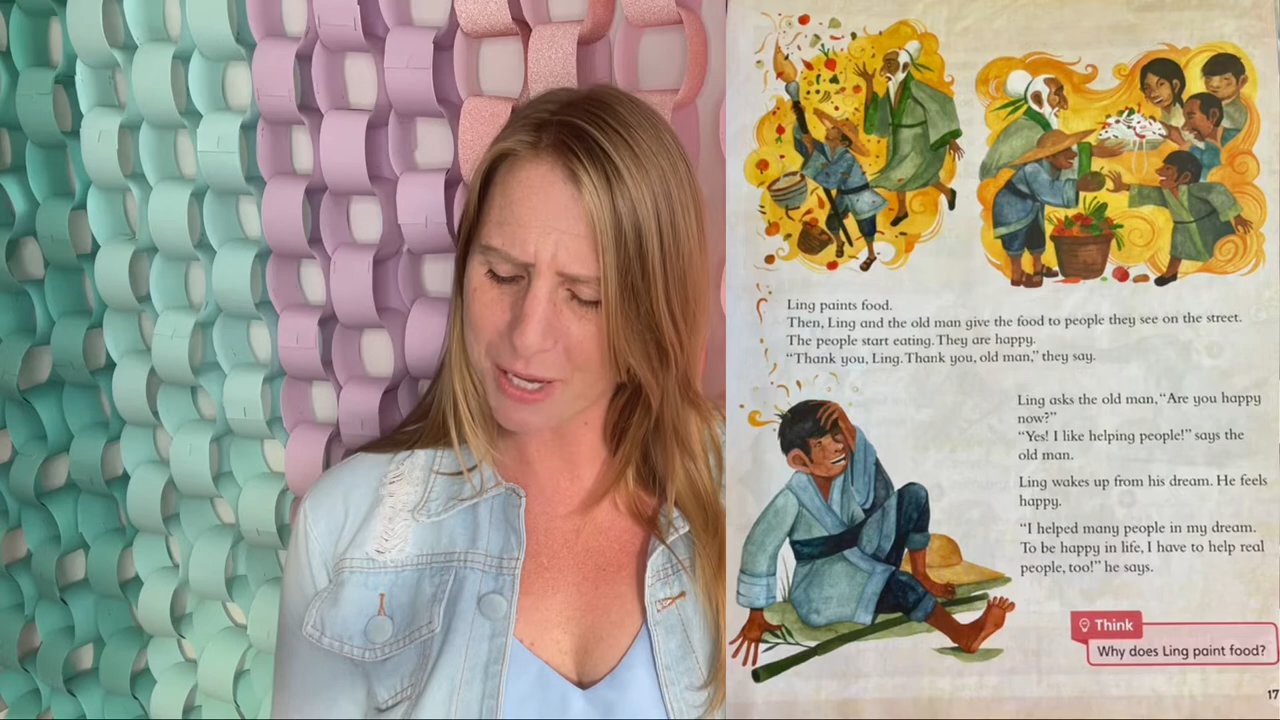 Ling paints food.
Then, Ling and the old man give the food to people they see on the street.
The people start eating. They are happy.
“Thank you, Ling. Thank you, old man,” they say.
Ling asks the old man, “Are you happy
now?”
“Yes! I like helping people!” says the
old man.
Ling wakes up from his dream. He feels
happy.
“I helped many people in my dream.
To be happy in life, I have to help real
people, too!” he says.
Think
Why does Ling paint food?
17